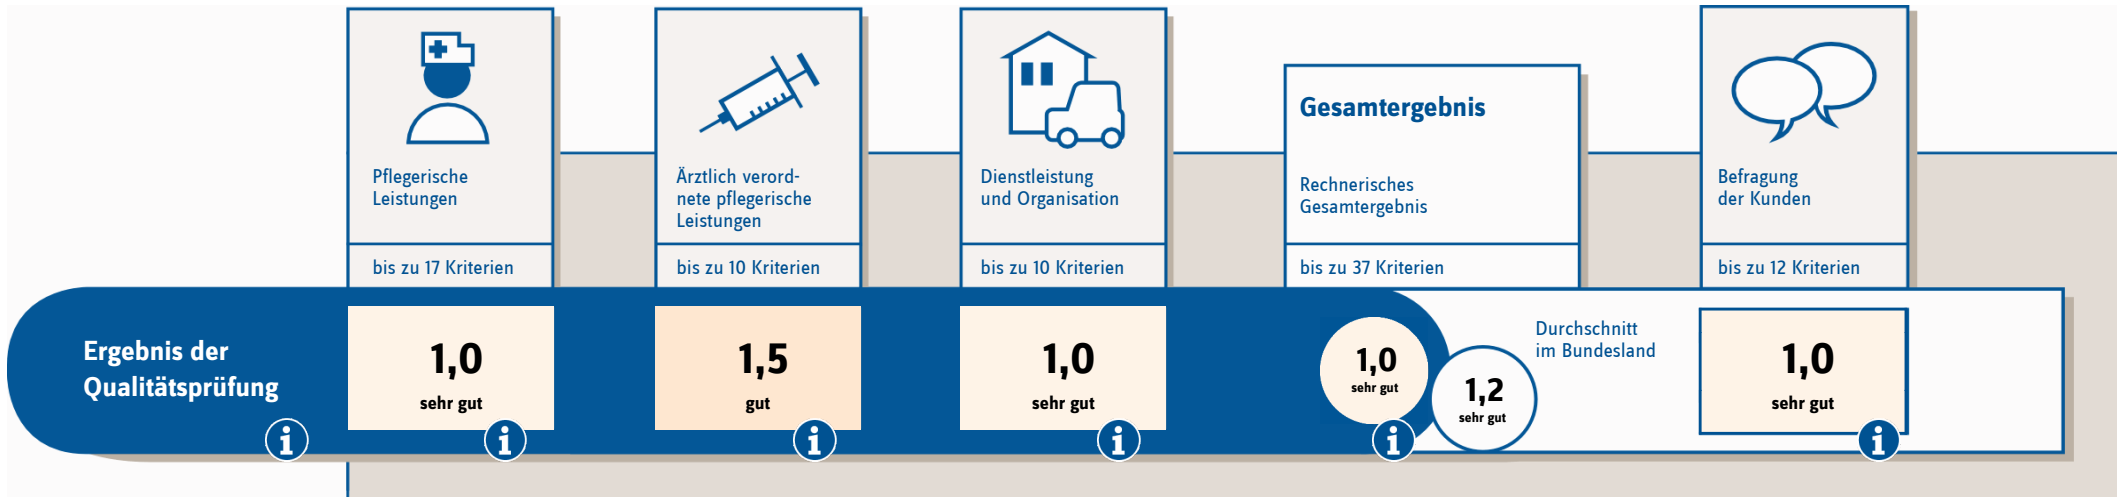 Pflegerische
Leistungen
bis zu 17 Kriterien
Ärztlich verord-
nete pflegerische
Leistungen
bis zu 10 Kriterien
Dienstleistung
und Organisation
bis zu 10 Kriterien
Gesamtergebnis
Rechnerisches
Gesamtergebnis
bis zu 37 Kriterien
Befragung
der Kunden
bis zu 12 Kriterien
Ergebnis der
Qualitätsprüfung
i
1,0
sehr gut
i
1,5
gut
i
1,0
sehr gut
i
1,0
sehr gut
i
1,2
sehr gut
Durchschnitt
im Bundesland
1,0
sehr gut
i